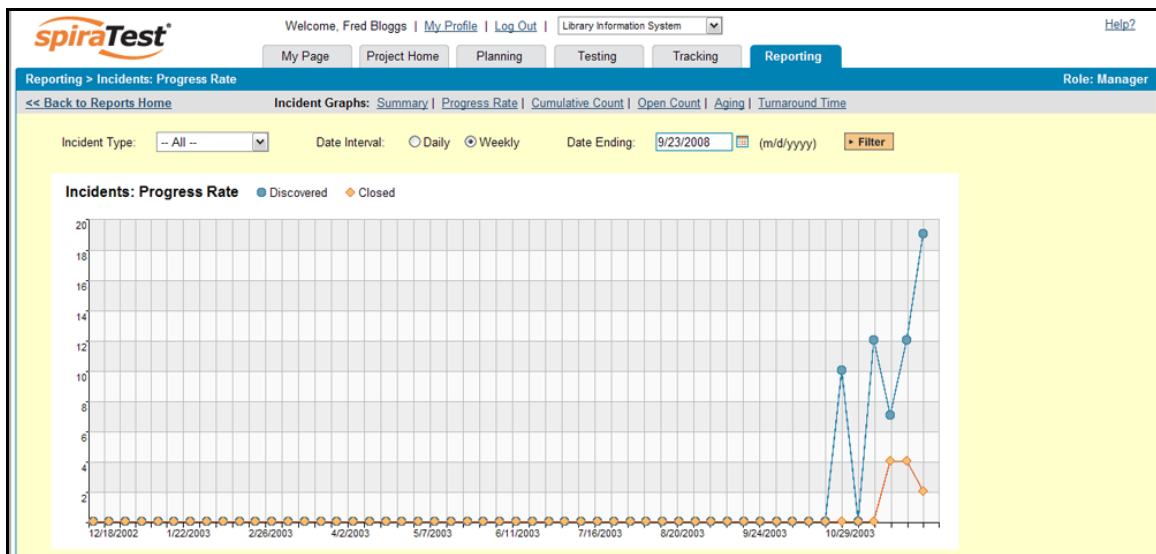 spiraTest®
Welcome, Fred Bloggs | My Profile | Log Out | Library Information System
Help?
My Page Project Home Planning Testing Tracking Reporting
Reporting > Incidents: Progress Rate Role: Manager
<< Back to Reports Home Incident Graphs: Summary | Progress Rate | Cumulative Count | Open Count | Aging | Turnaround Time
Incident Type: -- All -- Date Interval: Daily Weekly Date Ending: 9/23/2008 (m/d/yyyy) Filter
Incidents: Progress Rate Discovered Closed
20
18
16
14
12
10
8
6
4
2
12/18/2002 1/22/2003 2/26/2003 4/2/2003 5/7/2003 6/11/2003 7/16/2003 8/20/2003 9/24/2003 10/29/2003